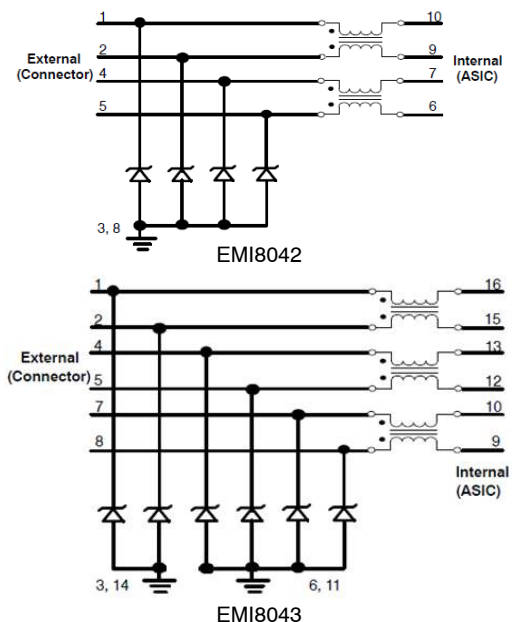 1 10
External 2 9 Internal
(Connector) 4 7 (ASIC)
5 6
3, 8
EMI8042
1 16
2 15
4 13
External
(Connector) 5 12
7 10
8 9
Internal
(ASIC)
3, 14 6, 11
EMI8043